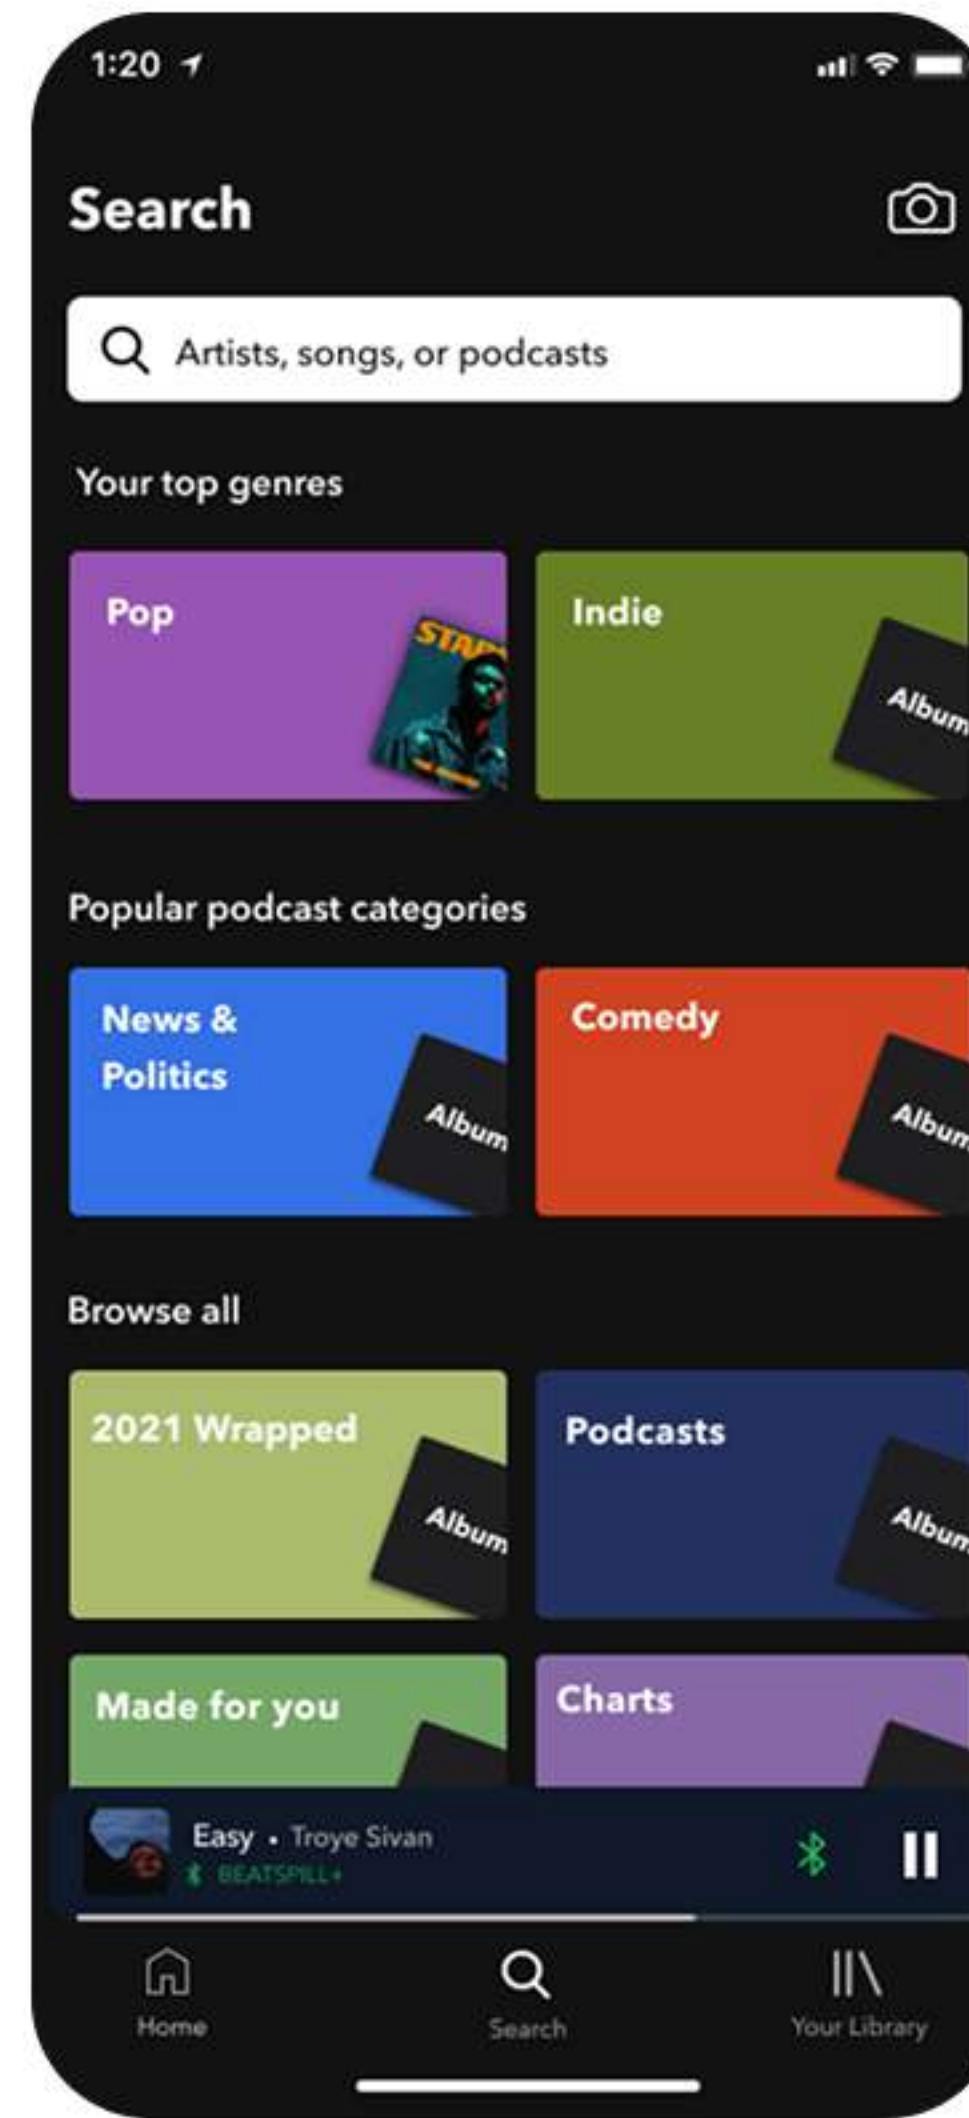 1:20
Search
Artists, songs, or podcasts
Your top genres
Pop
Indie
Album
Popular podcast categories
News &
Politics
Comedy
Album
Album
Browse all
2021 Wrapped
Podcasts
Album
Album
Made for you
Charts
Easy • Troye Sivan
BEATSPILL+
Home
Search
Your Library